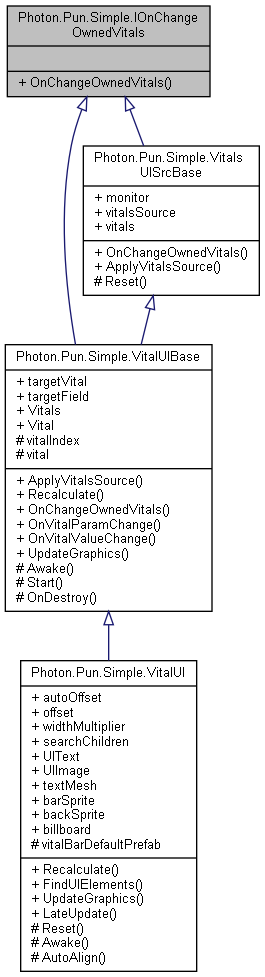 Photon.Pun.Simple.IOnChange
OwnedVitals
+ OnChangeOwnedVitals()
Photon.Pun.Simple.Vitals
UISrcBase
+ monitor
+ vitalsSource
+ vitals
+ OnChangeOwnedVitals()
+ ApplyVitalsSource()
# Reset()
Photon.Pun.Simple.VitalUIBase
+ targetVital
+ targetField
+ Vitals
+ Vital
# vitalIndex
# vital
+ ApplyVitalsSource()
+ Recalculate()
+ OnChangeOwnedVitals()
+ OnVitalParamChange()
+ OnVitalValueChange()
+ UpdateGraphics()
# Awake()
# Start()
# OnDestroy()
Photon.Pun.Simple.VitalUI
+ autoOffset
+ offset
+ widthMultiplier
+ searchChildren
+ UIText
+ UIImage
+ textMesh
+ barSprite
+ backSprite
+ billboard
# vitalBarDefaultPrefab
+ Recalculate()
+ FindUIElements()
+ UpdateGraphics()
+ LateUpdate()
# Reset()
# Awake()
# AutoAlign()